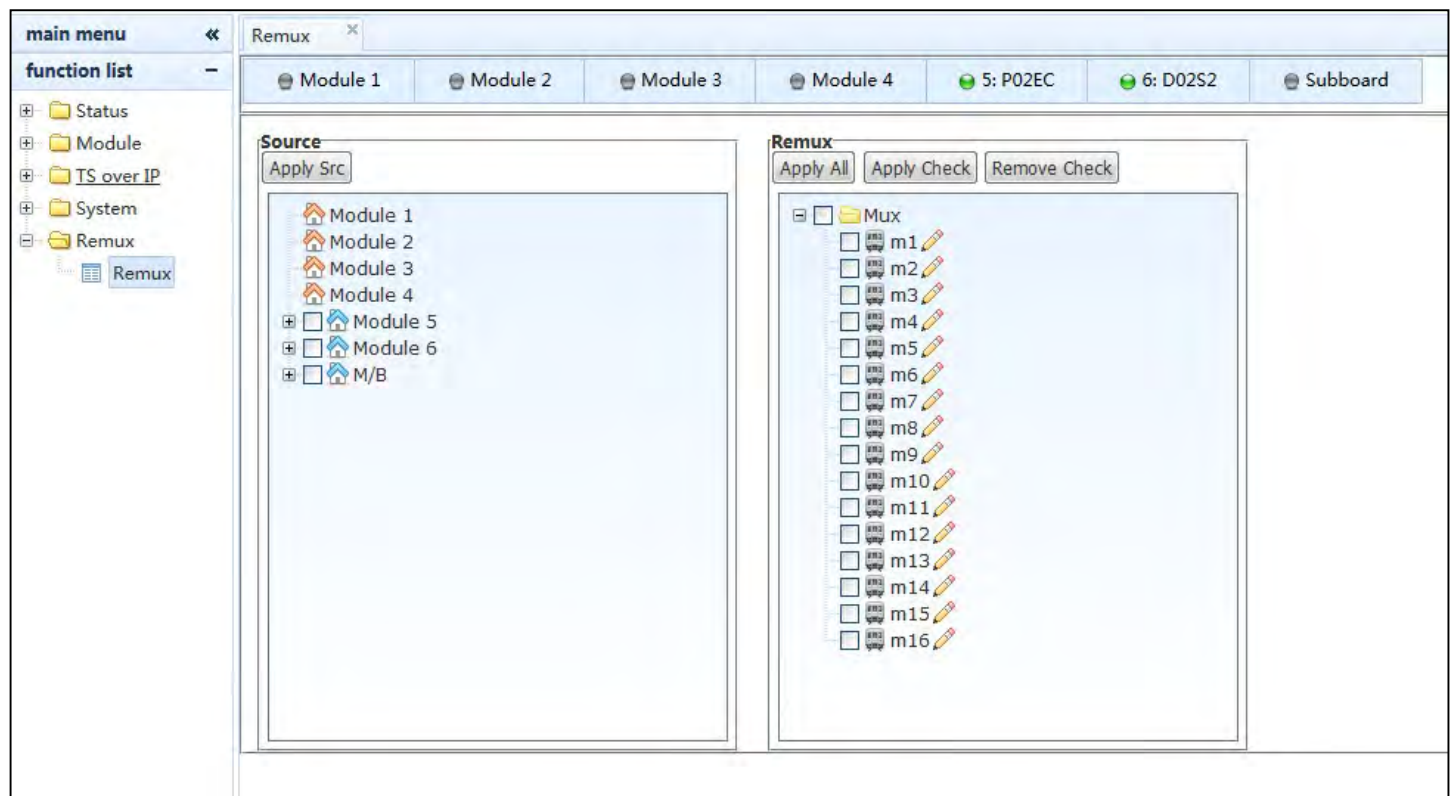 main menu «
function list −
Status
Module
TS over IP
System
Remux
Remux
Remux ×
Module 1 Module 2 Module 3 Module 4 5: P02EC 6: D02S2 Subboard
Source
Apply Src
Module 1
Module 2
Module 3
Module 4
Module 5
Module 6
M/B
Remux
Apply All Apply Check Remove Check
Mux
m1
m2
m3
m4
m5
m6
m7
m8
m9
m10
m11
m12
m13
m14
m15
m16